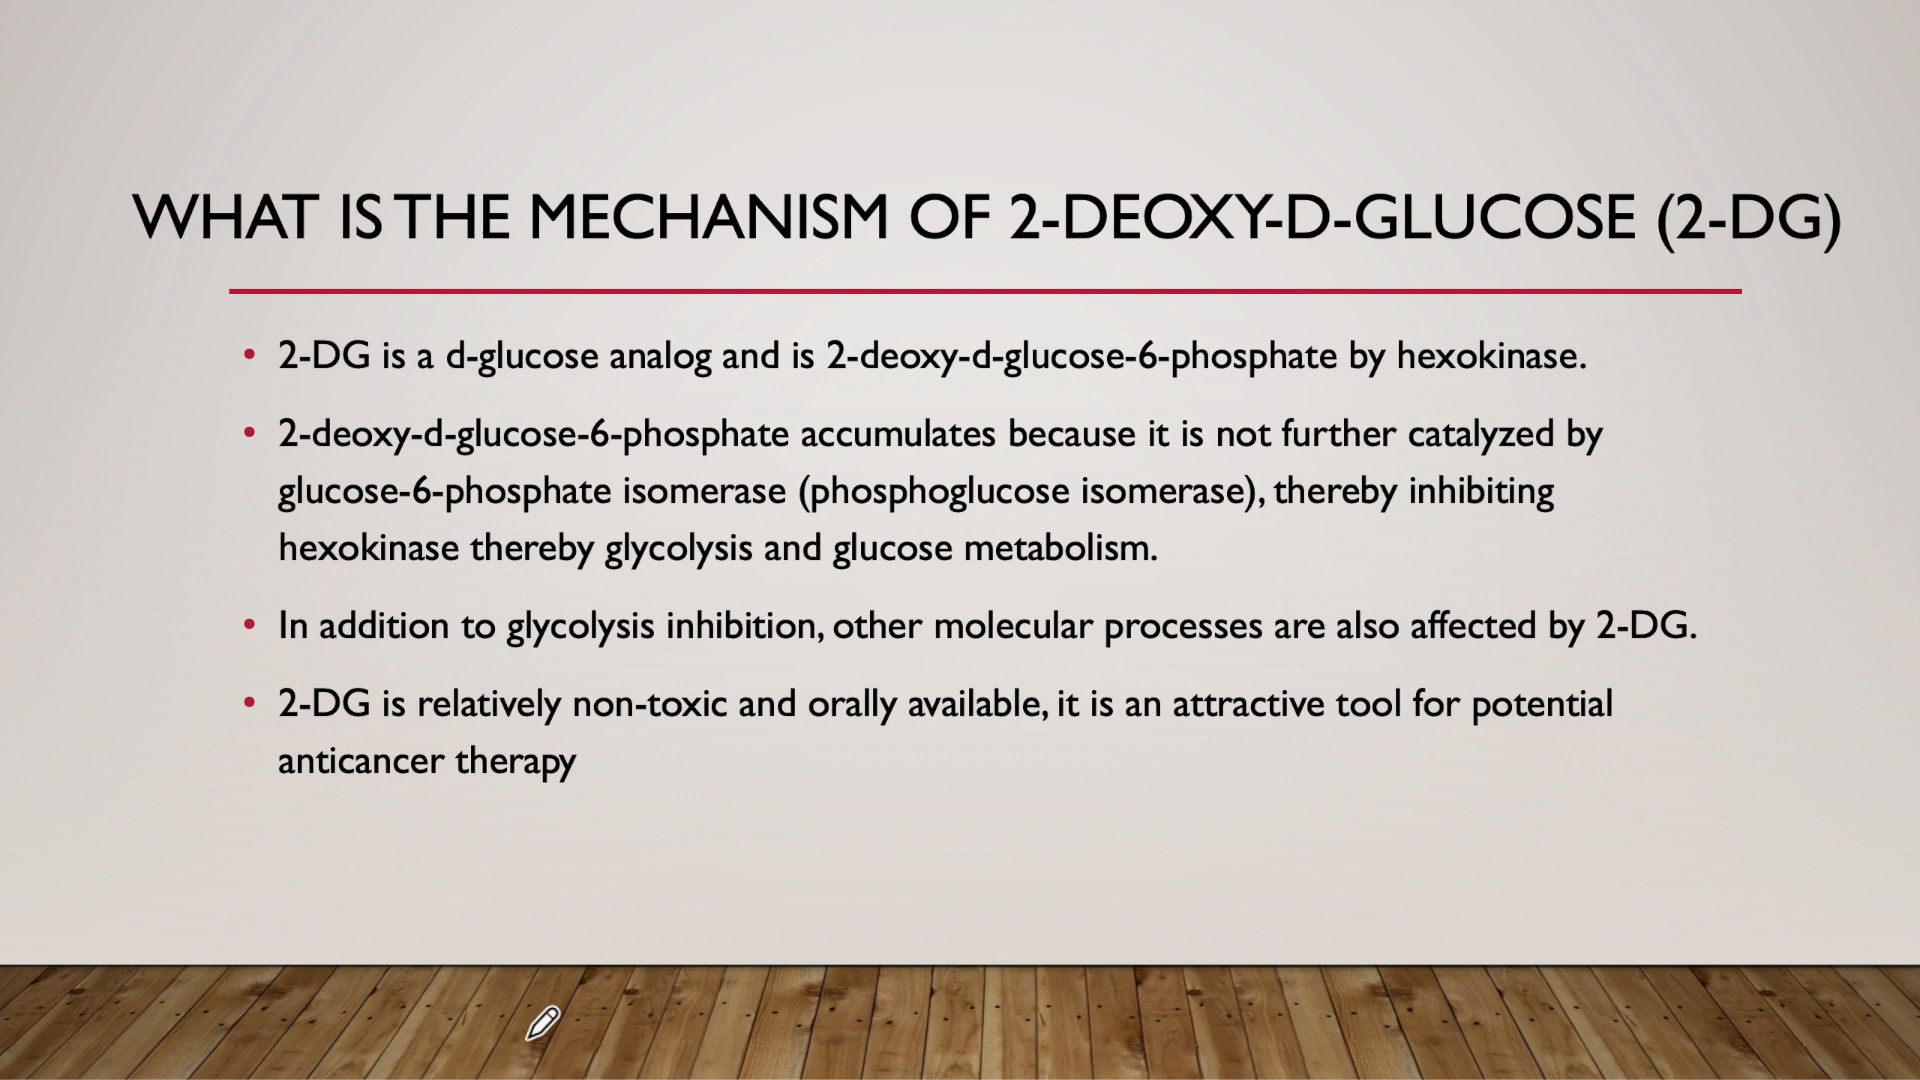 WHAT IS THE MECHANISM OF 2-DEOXY-D-GLUCOSE (2-DG)
• 2-DG is a d-glucose analog and is 2-deoxy-d-glucose-6-phosphate by hexokinase.
• 2-deoxy-d-glucose-6-phosphate accumulates because it is not further catalyzed by
glucose-6-phosphate isomerase (phosphoglucose isomerase), thereby inhibiting
hexokinase thereby glycolysis and glucose metabolism.
• In addition to glycolysis inhibition, other molecular processes are also affected by 2-DG.
• 2-DG is relatively non-toxic and orally available, it is an attractive tool for potential
anticancer therapy